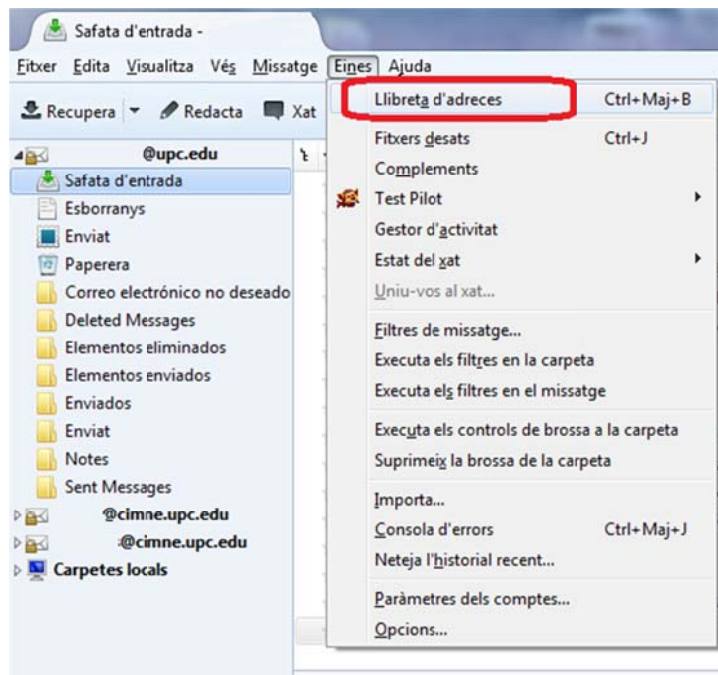 Safata d'entrada -
Fitxer Edita Visualitza Vés Missatge Eines Ajuda
Recupera Redacta Xat
Llibreta d'adreces Ctrl+Maj+B
Fitxers desats Ctrl+J
Complements
Test Pilot
Gestor d'activitat
Estat del xat
Uniu-vos al xat...
Filtres de missatge...
Executa els filtres en la carpeta
Executa els filtres en el missatge
Executa els controls de brossa a la carpeta
Suprimeix la brossa de la carpeta
Importa...
Consola d'errors Ctrl+Maj+J
Neteja l'historial recent...
Paràmetres dels comptes...
Opcions...
@upc.edu
Safata d'entrada
Esborranys
Enviat
Paperera
Correo electrónico no deseado
Deleted Messages
Elementos eliminados
Elementos enviados
Enviados
Enviat
Notes
Sent Messages
@cimne.upc.edu
:@cimne.upc.edu
Carpetes locals